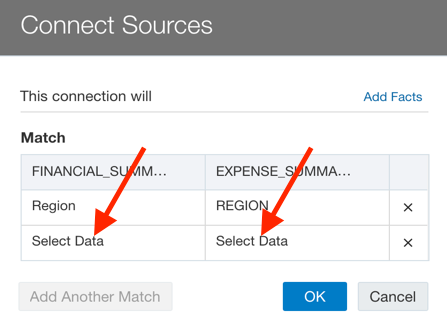 Connect Sources
This connection will Add Facts
Match
FINANCIAL_SUMM... EXPENSE_SUMMA...
Region REGION ×
Select Data Select Data ×
Add Another Match OK Cancel